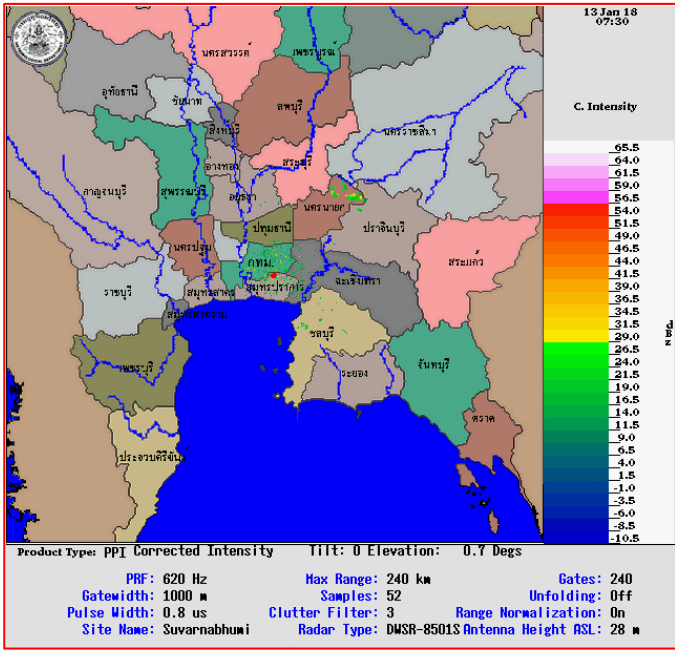 13 Jan 18
07:30
C. Intensity
65.5
64.0
61.5
59.0
56.5
54.0
51.5
49.0
46.5
44.0
41.5
39.0
36.5
34.0
31.5
29.0
26.5
24.0
21.5
19.0
16.5
14.0
11.5
9.0
6.5
4.0
1.5
-1.0
-3.5
-6.0
-8.5
-10.5
นครสวรรค์
เพชรบูรณ์
อุทัยธานี
ชัยนาท
ลพบุรี
สิงหบุรี
นครราชสีมา
อ่างทอง
สระบุรี
กาญจนบุรี
สุพรรณบุรี
อยุธยา
นครนายก
ปทุมธานี
ปราจีนบุรี
นครปฐม
กทม.
สระแก้ว
ราชบุรี
สมุทรสาคร
สมุทรปราการ
ฉะเชิงเทรา
สมุทรสงคราม
ชลบุรี
เพชรบุรี
ระยอง
จันทบุรี
ตราด
ประจวบคีรีขันธ์
Product Type: PPI Corrected Intensity Tilt: 0 Elevation: 0.7 Degs
PRF: 620 Hz Max Range: 240 km Gates: 240
Gatewidth: 1000 m Samples: 52 Unfolding: Off
Pulse Width: 0.8 us Clutter Filter: 3 Range Normalization: On
Site Name: Suvarnabhumi Radar Type: DWSR-8501S Antenna Height ASL: 28 m